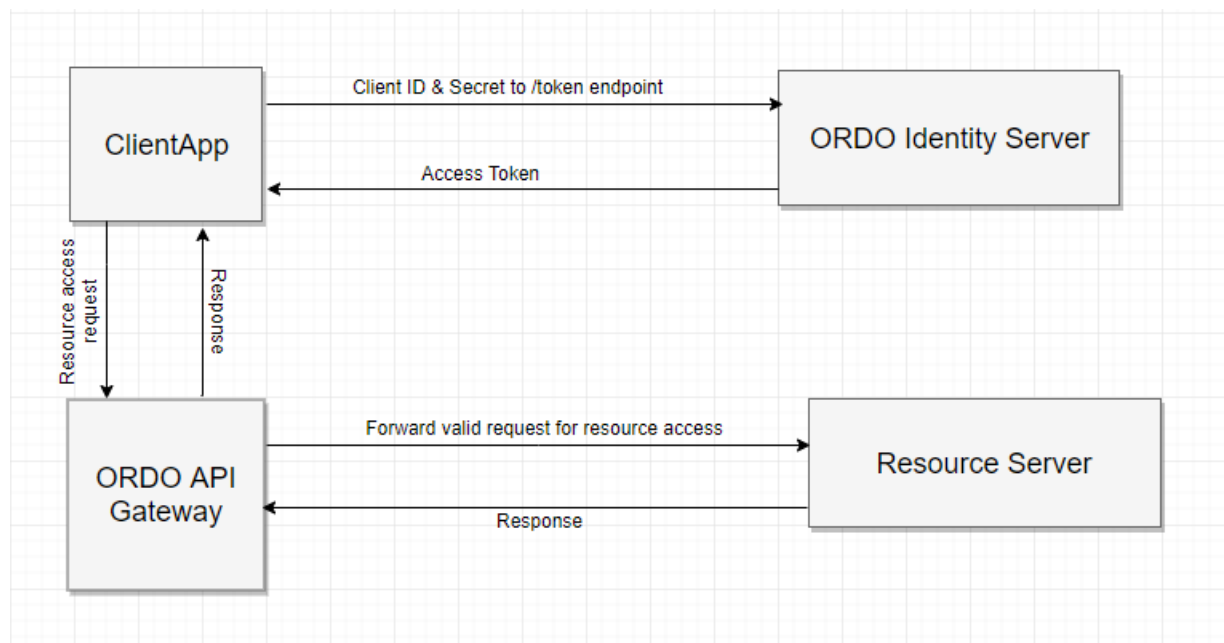 Client ID & Secret to /token endpoint
ClientApp
ORDO Identity Server
Access Token
Resource access
request
Response
Forward valid request for resource access
ORDO API
Gateway
Resource Server
Response